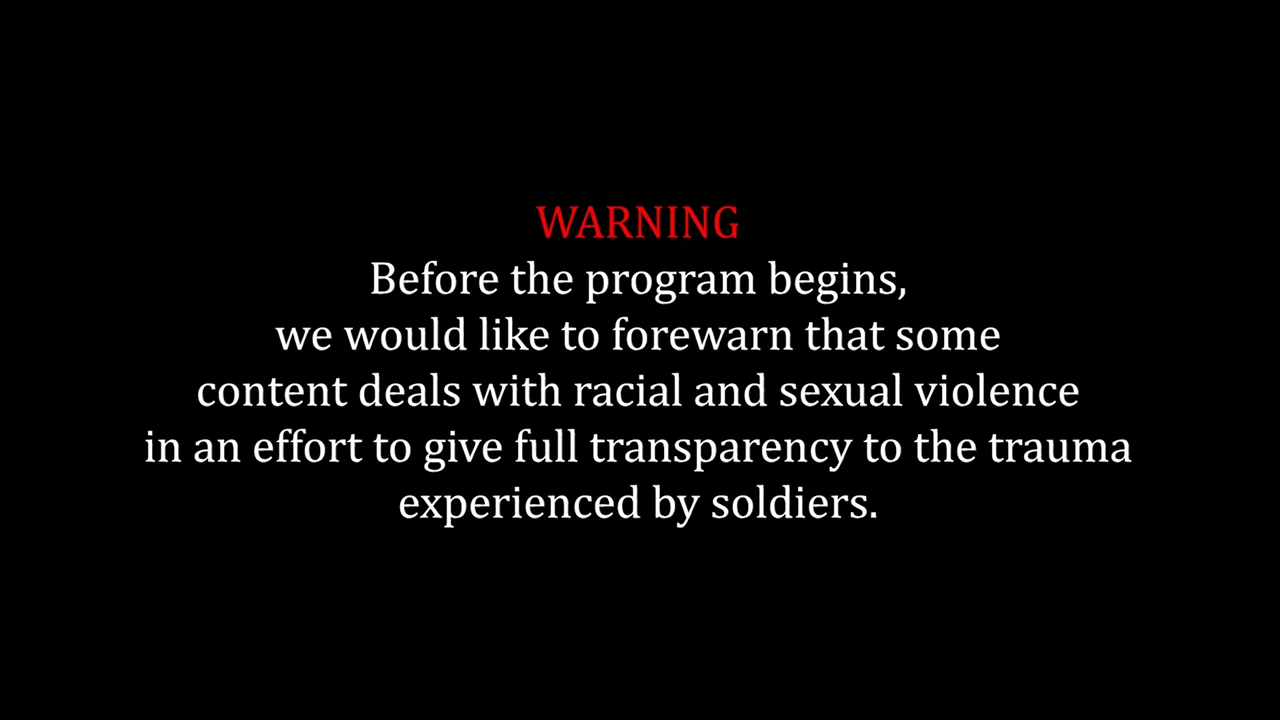 WARNING
Before the program begins,
we would like to forewarn that some
content deals with racial and sexual violence
in an effort to give full transparency to the trauma
experienced by soldiers.